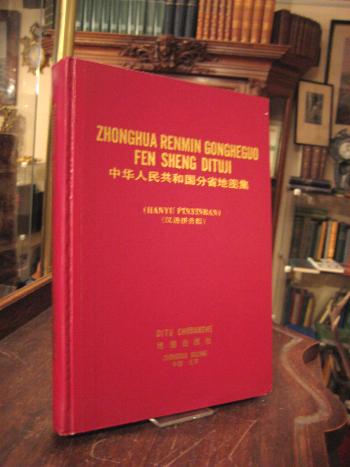 ZHONGHUA RENMIN GONGHEGUO
FEN SHENG DITUJI
中华人民共和国分省地图集
(HANYU PINYINBAN)
(汉语拼音版)
DITU CHUBANSHE
地图出版社
ZHONGGUO BEIJING
中国·北京